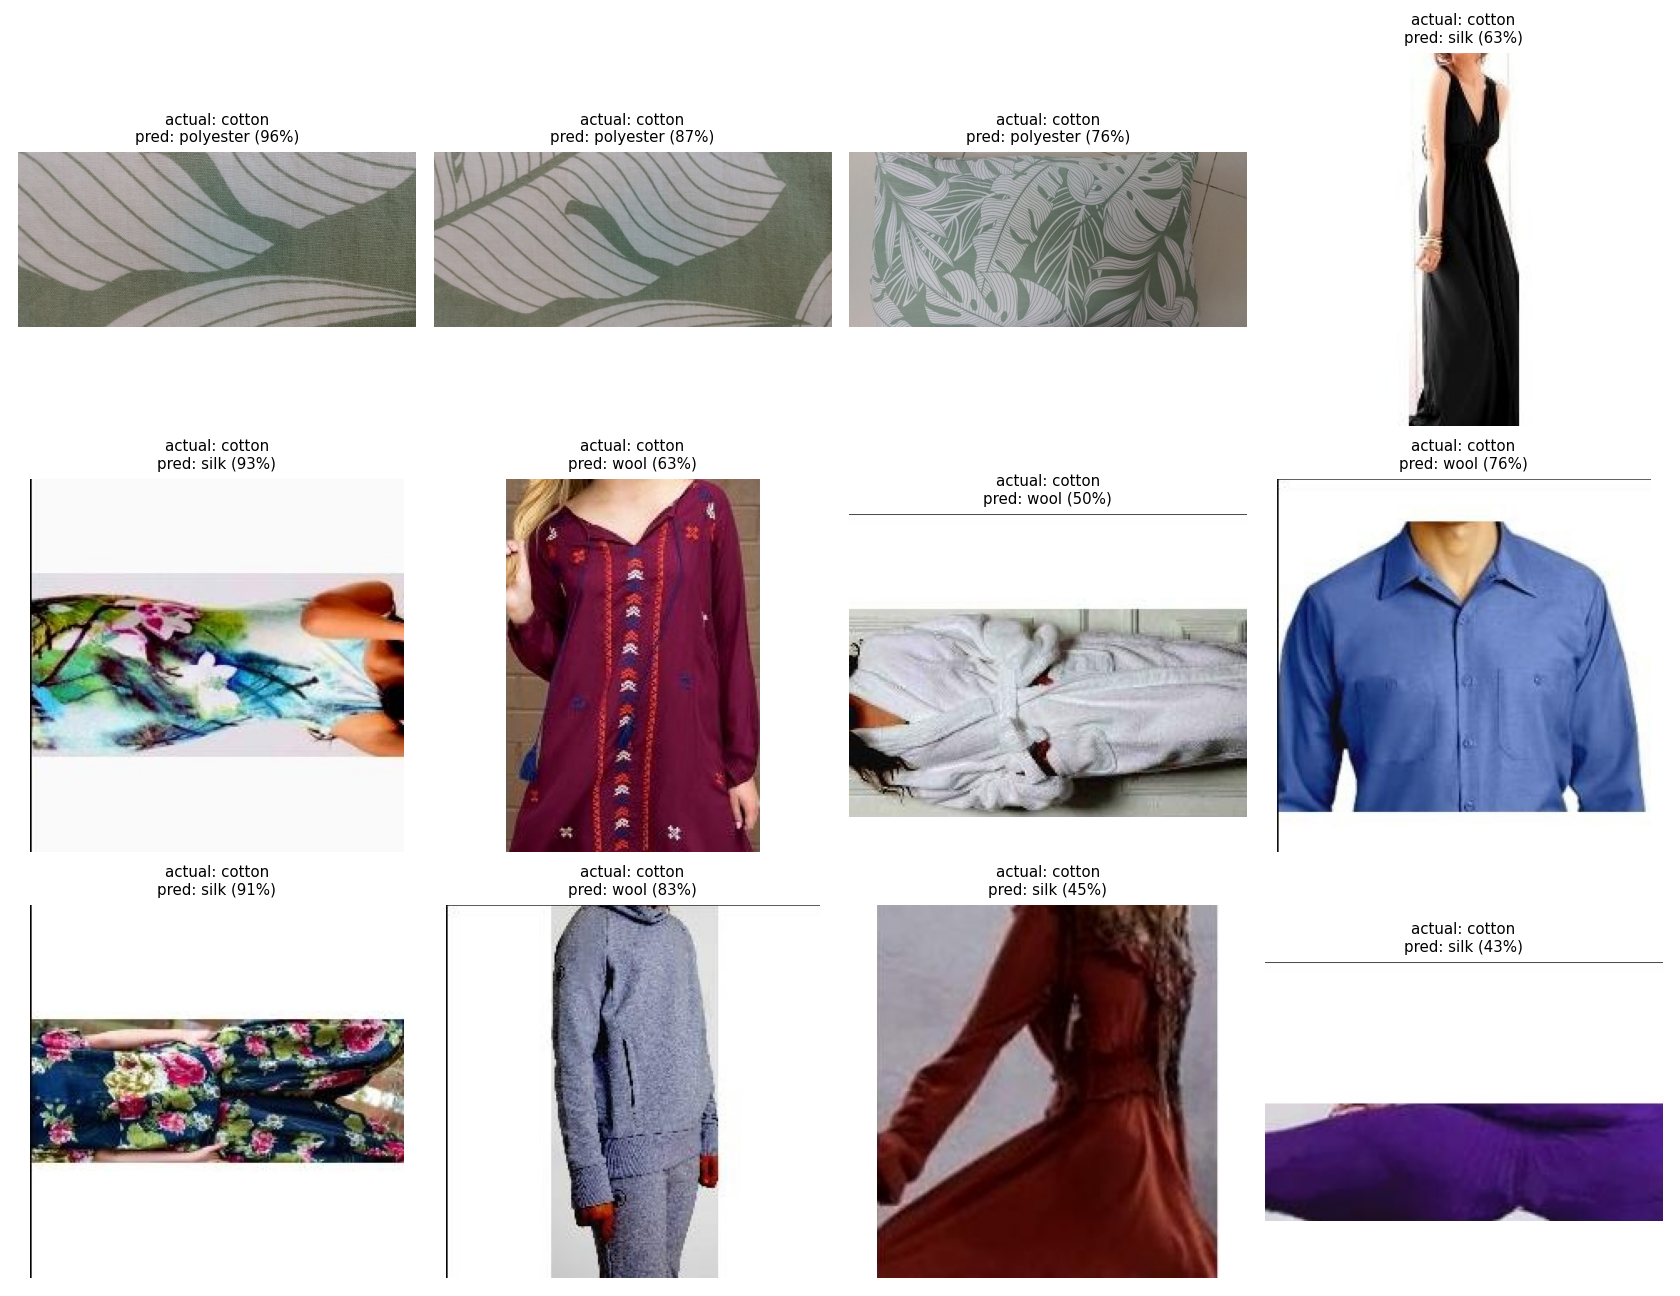 actual: cotton
pred: silk (63%)
actual: cotton
pred: polyester (96%)
actual: cotton
pred: polyester (87%)
actual: cotton
pred: polyester (76%)
actual: cotton
pred: silk (93%)
actual: cotton
pred: wool (63%)
actual: cotton
pred: wool (50%)
actual: cotton
pred: wool (76%)
actual: cotton
pred: silk (91%)
actual: cotton
pred: wool (83%)
actual: cotton
pred: silk (45%)
actual: cotton
pred: silk (43%)